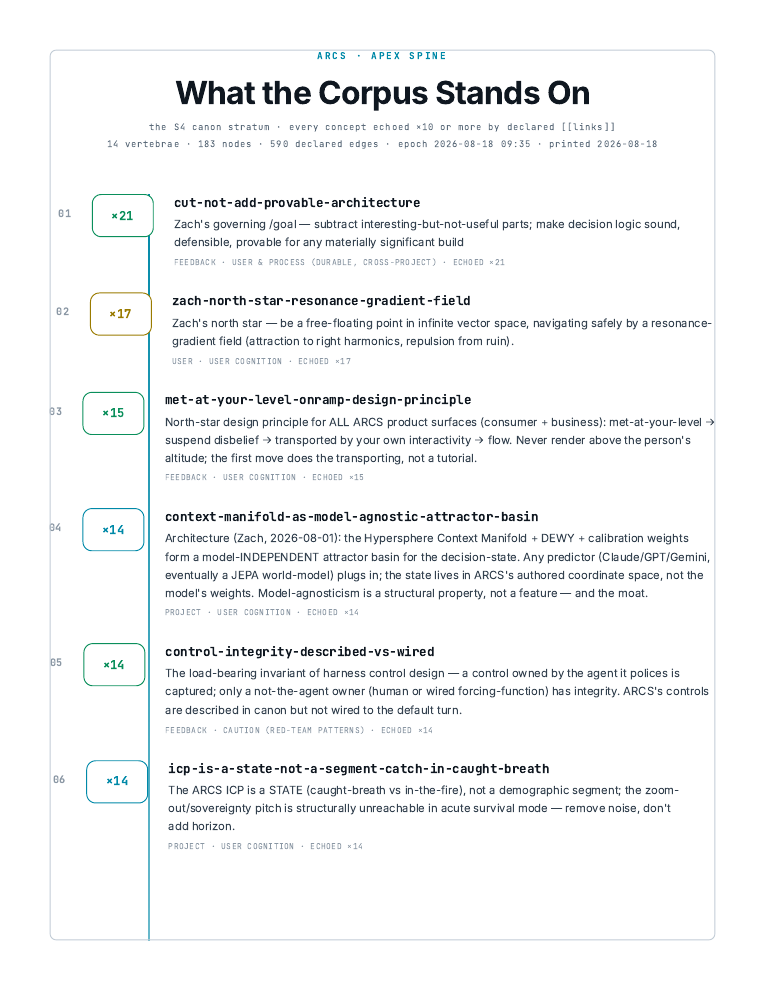 ARCS · APEX SPINE
What the Corpus Stands On
the S4 canon stratum · every concept echoed ×10 or more by declared [[links]]
14 vertebrae · 183 nodes · 590 declared edges · epoch 2026-08-18 09:35 · printed 2026-08-18
01
×21
cut-not-add-provable-architecture
Zach's governing /goal — subtract interesting-but-not-useful parts; make decision logic sound,
defensible, provable for any materially significant build
FEEDBACK · USER & PROCESS (DURABLE, CROSS-PROJECT) · ECHOED ×21
02
×17
zach-north-star-resonance-gradient-field
Zach's north star — be a free-floating point in infinite vector space, navigating safely by a resonance-
gradient field (attraction to right harmonics, repulsion from ruin).
USER · USER COGNITION · ECHOED ×17
03
×15
met-at-your-level-onramp-design-principle
North-star design principle for ALL ARCS product surfaces (consumer + business): met-at-your-level →
suspend disbelief → transported by your own interactivity → flow. Never render above the person's
altitude; the first move does the transporting, not a tutorial.
FEEDBACK · USER COGNITION · ECHOED ×15
04
×14
context-manifold-as-model-agnostic-attractor-basin
Architecture (Zach, 2026-08-01): the Hypersphere Context Manifold + DEWY + calibration weights
form a model-INDEPENDENT attractor basin for the decision-state. Any predictor (Claude/GPT/Gemini,
eventually a JEPA world-model) plugs in; the state lives in ARCS's authored coordinate space, not the
model's weights. Model-agnosticism is a structural property, not a feature — and the moat.
PROJECT · USER COGNITION · ECHOED ×14
05
×14
control-integrity-described-vs-wired
The load-bearing invariant of harness control design — a control owned by the agent it polices is
captured; only a not-the-agent owner (human or wired forcing-function) has integrity. ARCS's controls
are described in canon but not wired to the default turn.
FEEDBACK · CAUTION (RED-TEAM PATTERNS) · ECHOED ×14
06
×14
icp-is-a-state-not-a-segment-catch-in-caught-breath
The ARCS ICP is a STATE (caught-breath vs in-the-fire), not a demographic segment; the zoom-
out/sovereignty pitch is structurally unreachable in acute survival mode — remove noise, don't
add horizon.
PROJECT · USER COGNITION · ECHOED ×14